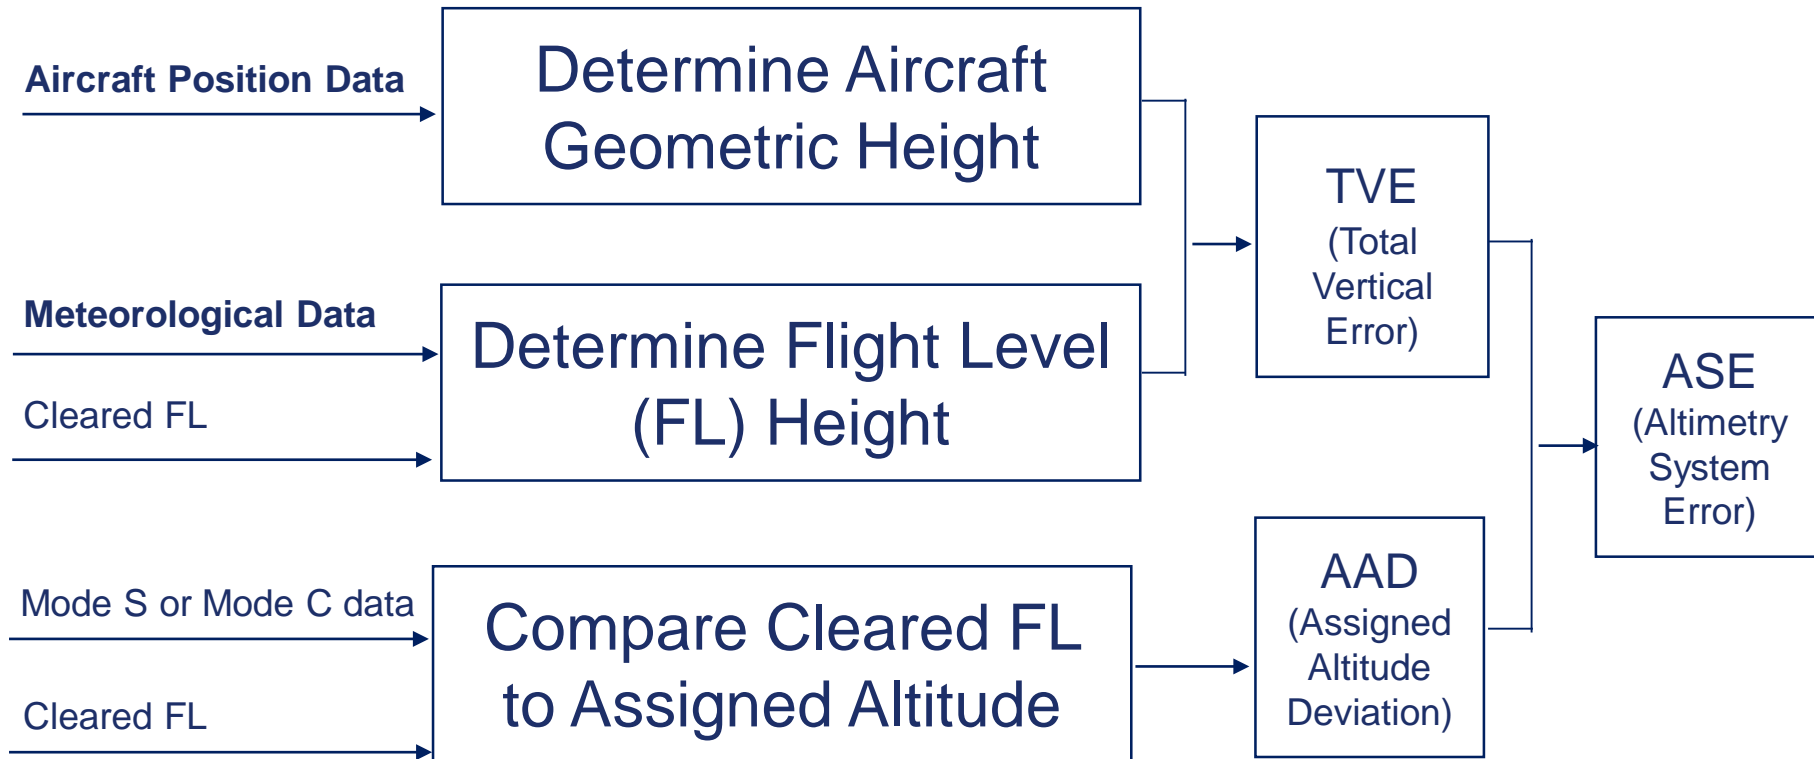 Aircraft Position Data
Determine Aircraft
Geometric Height
Meteorological Data
Cleared FL
Determine Flight Level
(FL) Height
Mode S or Mode C data
Cleared FL
Compare Cleared FL
to Assigned Altitude
TVE
(Total
Vertical
Error)
AAD
(Assigned
Altitude
Deviation)
ASE
(Altimetry
System
Error)